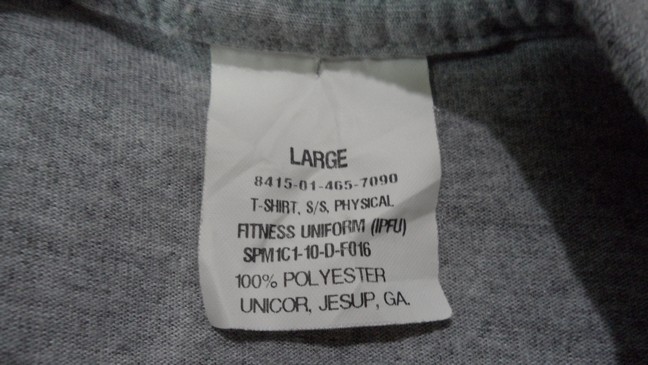 LARGE
8415-01-465-7090
T-SHIRT, S/S, PHYSICAL
FITNESS UNIFORM (IPFU)
SPM1C1-10-D-F016
100% POLYESTER
UNICOR, JESUP, GA.